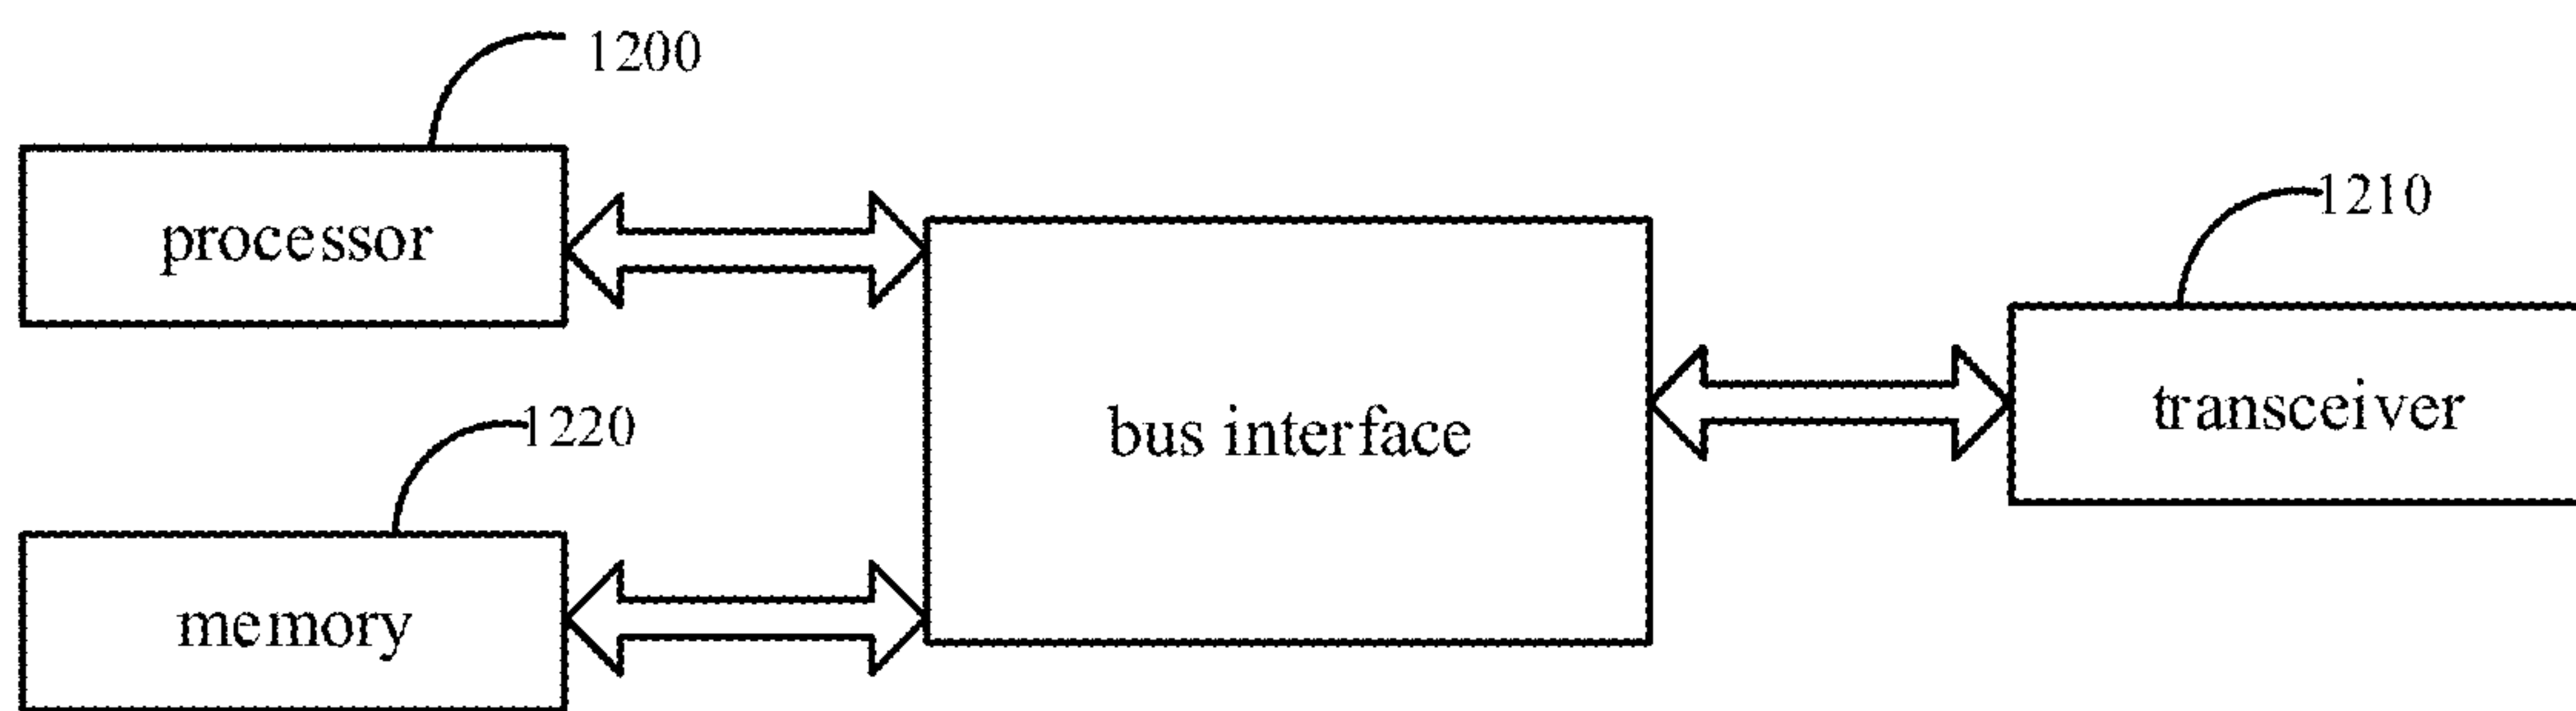 1200
processor
1210
bus interface
transceiver
1220
memory